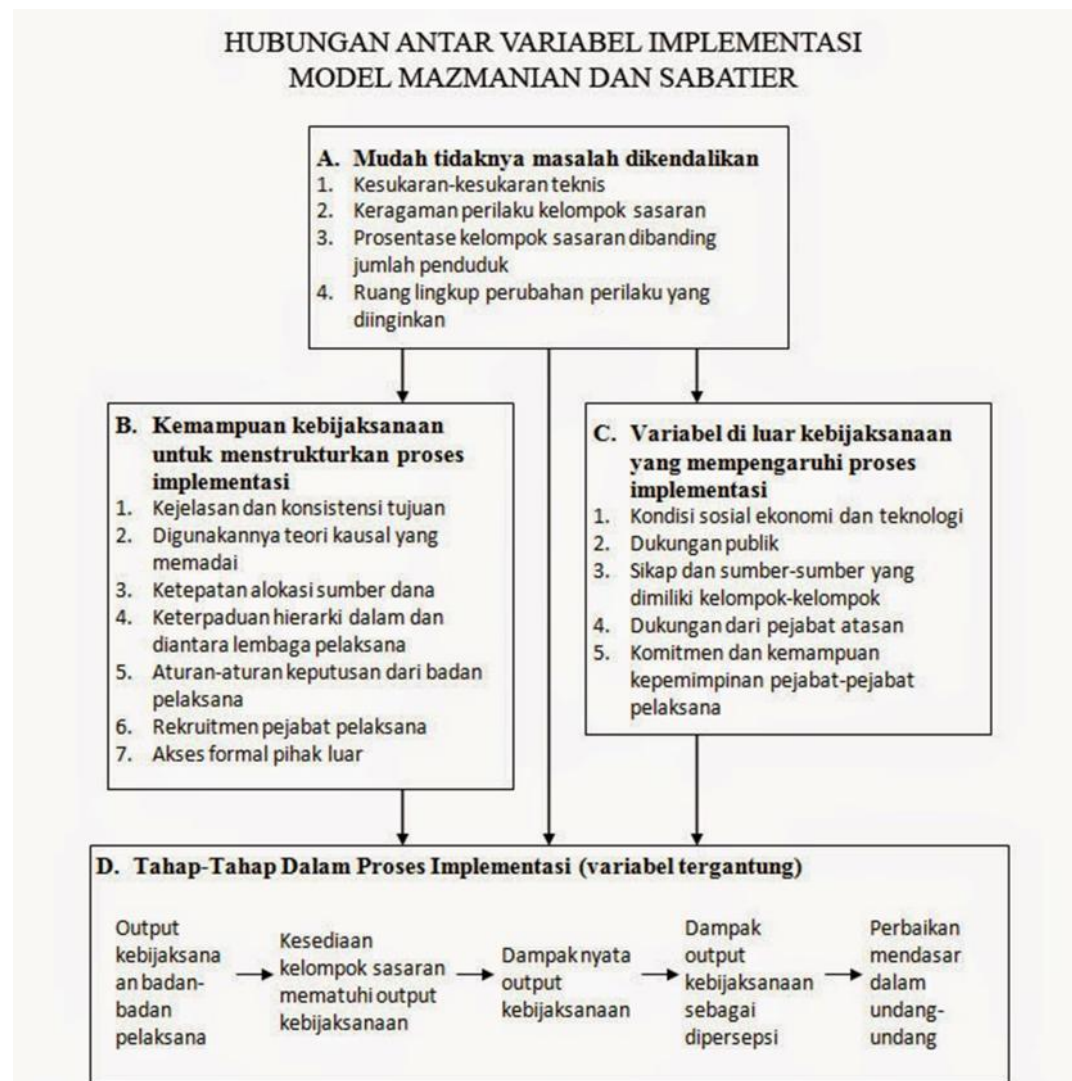 HUBUNGAN ANTAR VARIABEL IMPLEMENTASI
MODEL MAZMANIAN DAN SABATIER
A. Mudah tidaknya masalah dikendalikan
1. Kesukaran-kesukaran teknis
2. Keragaman perilaku kelompok sasaran
3. Prosentase kelompok sasaran dibanding
jumlah penduduk
4. Ruang lingkup perubahan perilaku yang
diinginkan
B. Kemampuan kebijaksanaan
untuk menstrukturkan proses
implementasi
1. Kejelasan dan konsistensi tujuan
2. Digunakannya teori kausal yang
memadai
3. Ketepatan alokasi sumber dana
4. Keterpaduan hierarki dalam dan
diantara lembaga pelaksana
5. Aturan-aturan keputusan dari badan
pelaksana
6. Rekruitmen pejabat pelaksana
7. Akses formal pihak luar
C. Variabel di luar kebijaksanaan
yang mempengaruhi proses
implementasi
1. Kondisi sosial ekonomi dan teknologi
2. Dukungan publik
3. Sikap dan sumber-sumber yang
dimiliki kelompok-kelompok
4. Dukungan dari pejabat atasan
5. Komitmen dan kemampuan
kepemimpinan pejabat-pejabat
pelaksana
D. Tahap-Tahap Dalam Proses Implementasi (variabel tergantung)
Output
kebijaksana
an badan-
badan
pelaksana
Kesediaan
kelompok sasaran
mematuhi output
kebijaksanaan
Dampak nyata
output
kebijaksanaan
Dampak
output
kebijaksanaan
sebagai
dipersepsi
Perbaikan
mendasar
dalam
undang-
undang